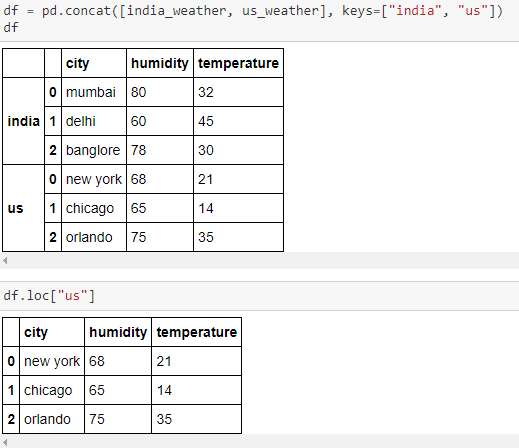 df = pd.concat([india_weather, us_weather], keys=["india", "us"])
df
city humidity temperature
india 0 mumbai 80 32
1 delhi 60 45
2 banglore 78 30
us 0 new york 68 21
1 chicago 65 14
2 orlando 75 35
df.loc["us"]
city humidity temperature
0 new york 68 21
1 chicago 65 14
2 orlando 75 35